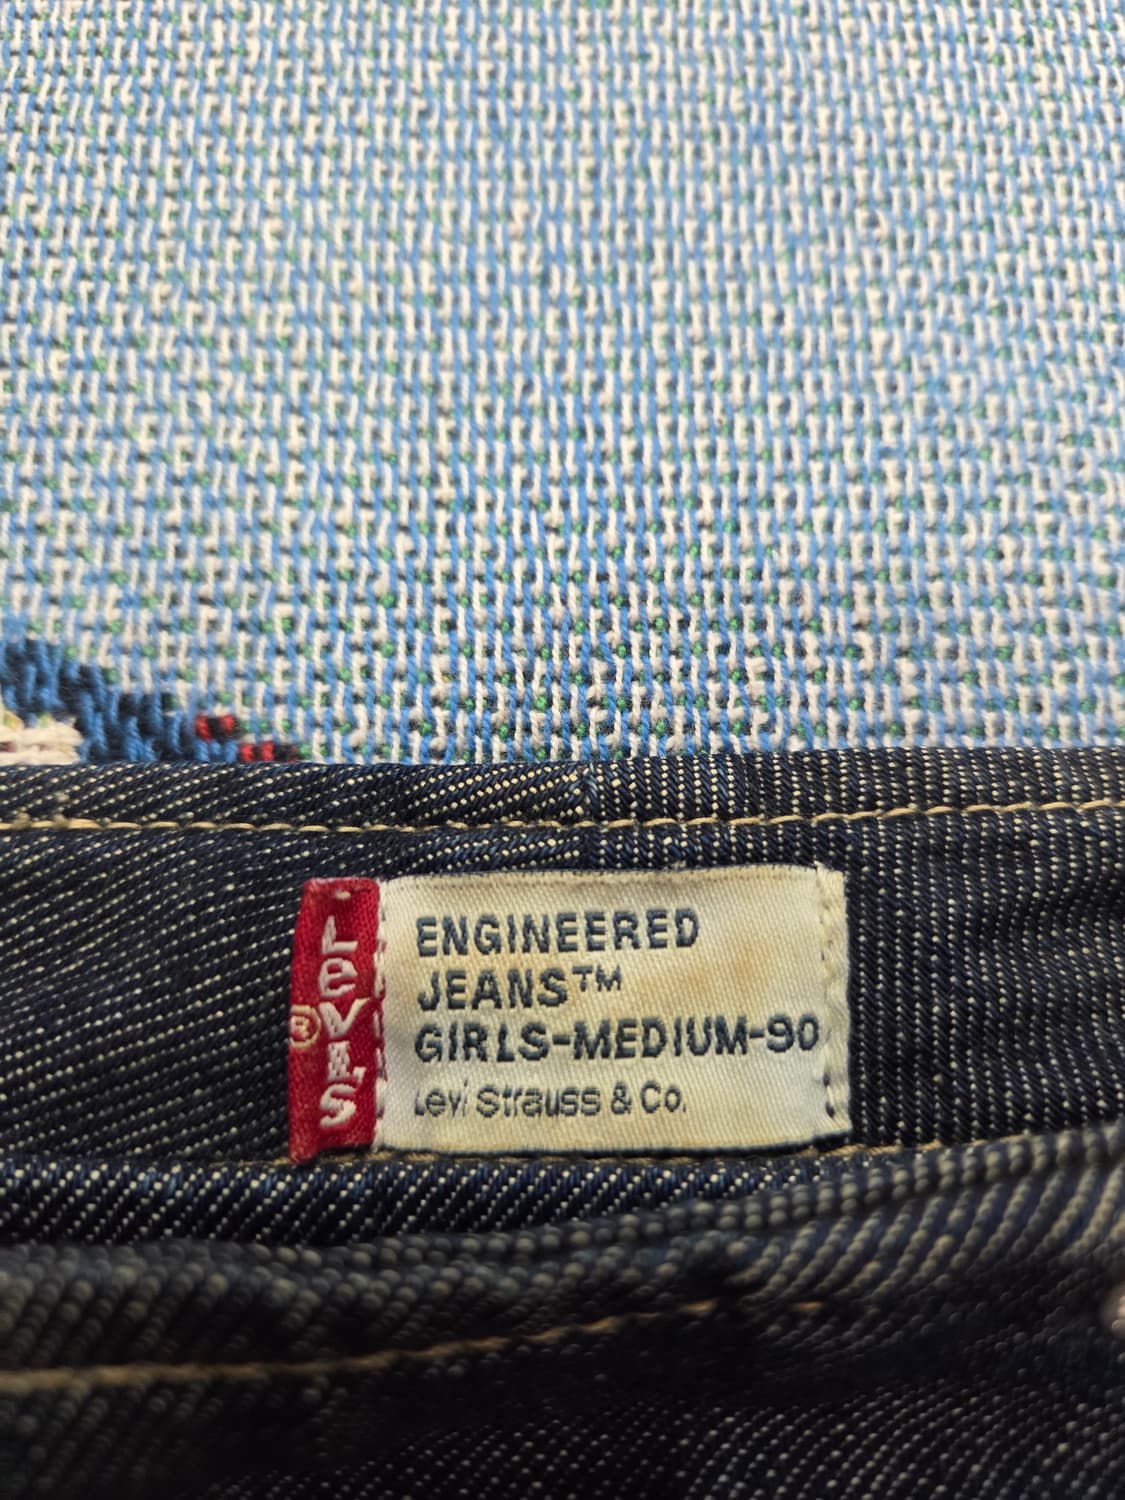 LEVI'S
®
ENGINEERED
JEANS™
GIRLS-MEDIUM-90
Levi Strauss & Co.